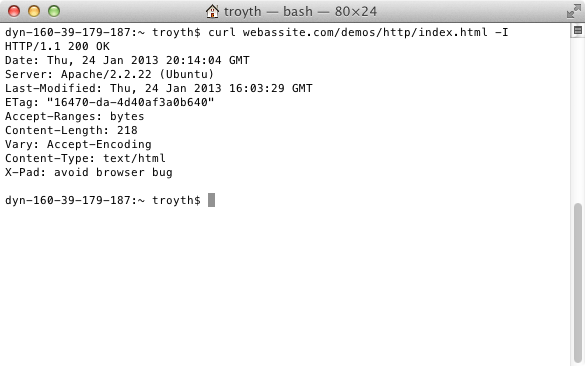 troyth — bash — 80×24
dyn-160-39-179-187:~ troyth$ curl webassite.com/demos/http/index.html -I
HTTP/1.1 200 OK
Date: Thu, 24 Jan 2013 20:14:04 GMT
Server: Apache/2.2.22 (Ubuntu)
Last-Modified: Thu, 24 Jan 2013 16:03:29 GMT
ETag: "16470-da-4d40af3a0b640"
Accept-Ranges: bytes
Content-Length: 218
Vary: Accept-Encoding
Content-Type: text/html
X-Pad: avoid browser bug
dyn-160-39-179-187:~ troyth$